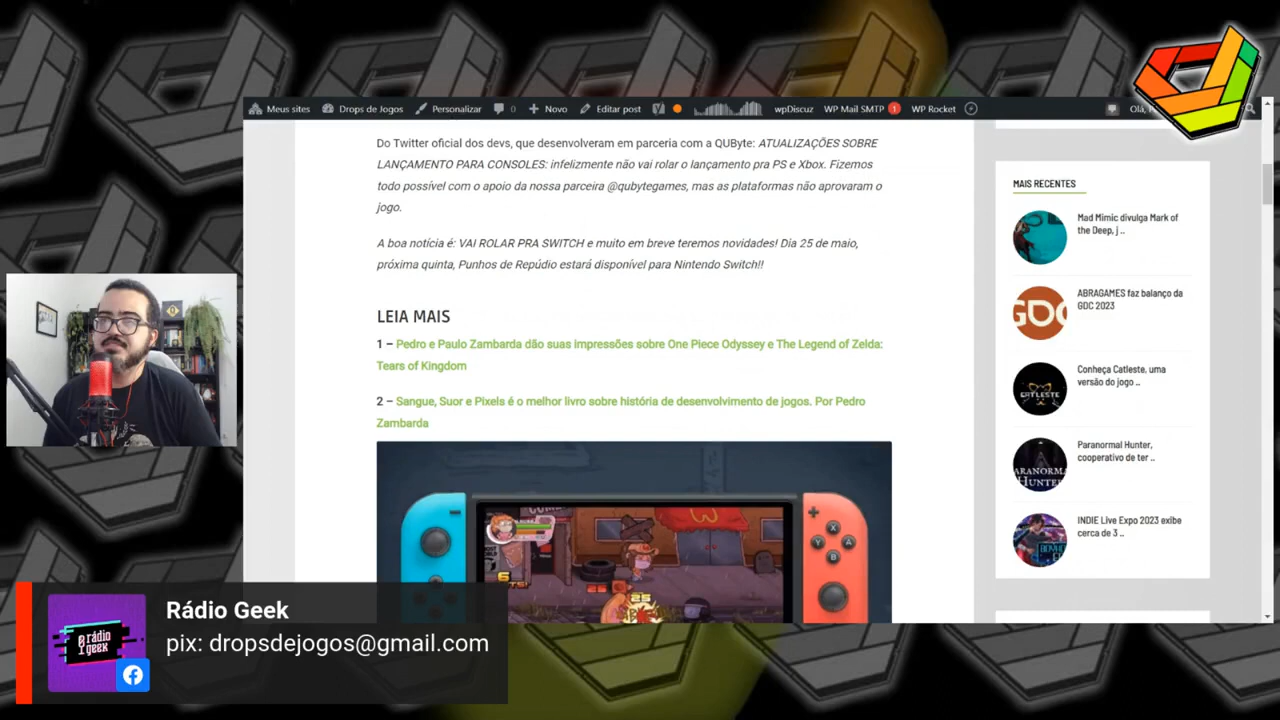 Meus sites
Drops de Jogos
Personalizar
0
Novo
Editar post
wpDiscuz
WP Mail SMTP 1
WP Rocket
Do Twitter oficial dos devs, que desenvolveram em parceria com a QUByte: ATUALIZAÇÕES SOBRE
LANÇAMENTO PARA CONSOLES: infelizmente não vai rolar o lançamento pra PS e Xbox. Fizemos
todo possível com o apoio da nossa parceira @qubytegames, mas as plataformas não aprovaram o
jogo.
A boa notícia é: VAI ROLAR PRA SWITCH e muito em breve teremos novidades! Dia 25 de maio,
próxima quinta, Punhos de Repúdio estará disponível para Nintendo Switch!!
LEIA MAIS
1 – Pedro e Paulo Zambarda dão suas impressões sobre One Piece Odyssey e The Legend of Zelda:
Tears of Kingdom
2 – Sangue, Suor e Pixels é o melhor livro sobre história de desenvolvimento de jogos. Por Pedro
Zambarda
X
Y
A
B
25
MAIS RECENTES
Mad Mimic divulga Mark of
the Deep, j ..
GDC
ABRAGAMES faz balanço da
GDC 2023
CATLESTE
Conheça Catleste, uma
versão do jogo ..
PARANORMAL
HUNTER
Paranormal Hunter,
cooperativo de ter ..
INDIE Live Expo 2023 exibe
cerca de 3 ..
rádio
geek
Rádio Geek
pix: dropsdejogos@gmail.com